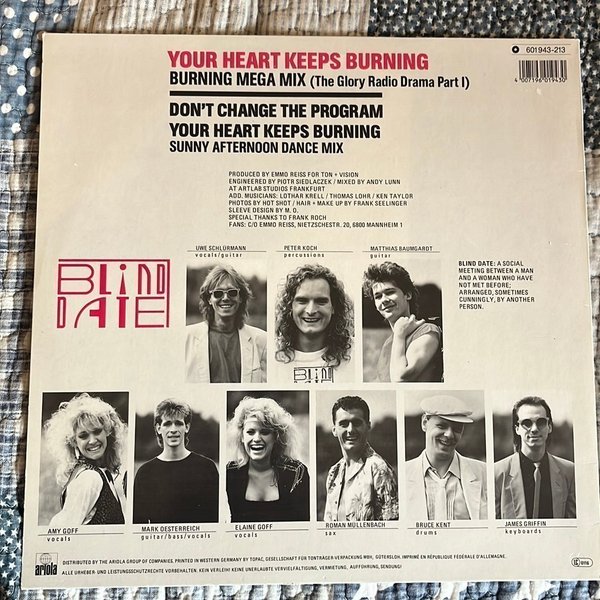 601943-213
YOUR HEART KEEPS BURNING
BURNING MEGA MIX (The Glory Radio Drama Part I)
4 007196 019430
DON'T CHANGE THE PROGRAM
YOUR HEART KEEPS BURNING
SUNNY AFTERNOON DANCE MIX
PRODUCED BY EMMO REISS FOR TON + VISION
ENGINEERED BY PIOTR SIEDLACZEK / MIXED BY ANDY LUNN
AT ARTLAB STUDIOS FRANKFURT
ADD. MUSICIANS: LOTHAR KRELL / THOMAS LOHR / KEN TAYLOR
PHOTOS BY HOT SHOT / HAIR + MAKE UP BY FRANK SEELINGER
SLEEVE DESIGN BY M. O.
SPECIAL THANKS TO FRANK ROCH
FANS: C/O EMMO REISS, NIETZSCHESTR. 20, 6800 MANNHEIM 1
UWE SCHLÜRMANN
vocals/guitar
PETER KOCH
percussions
MATTHIAS BAUMGARDT
guitar
BLIND
DATE
BLIND DATE: A SOCIAL
MEETING BETWEEN A MAN
AND A WOMAN WHO HAVE
NOT MET BEFORE;
ARRANGED, SOMETIMES
CUNNINGLY, BY ANOTHER
PERSON.
BLIND
DATE
AMY GOFF
vocals
MARK OESTERREICH
guitar/bass/vocals
ELAINE GOFF
vocals
ROMAN MÜLLENBACH
sax
BRUCE KENT
drums
JAMES GRIFFIN
keyboards
ariola
DISTRIBUTED BY THE ARIOLA GROUP OF COMPANIES. PRINTED IN WESTERN GERMANY BY TOPAC, GESELLSCHAFT FÜR TONTRÄGER-VERPACKUNG MBH, GÜTERSLOH. IMPRIMÉ EN RÉPUBLIQUE FÉDÉRALE D'ALLEMAGNE.
ALLE URHEBER- UND LEISTUNGSSCHUTZRECHTE VORBEHALTEN. KEIN VERLEIH! KEINE UNERLAUBTE VERVIELFÄLTIGUNG, VERMIETUNG, AUFFÜHRUNG, SENDUNG!